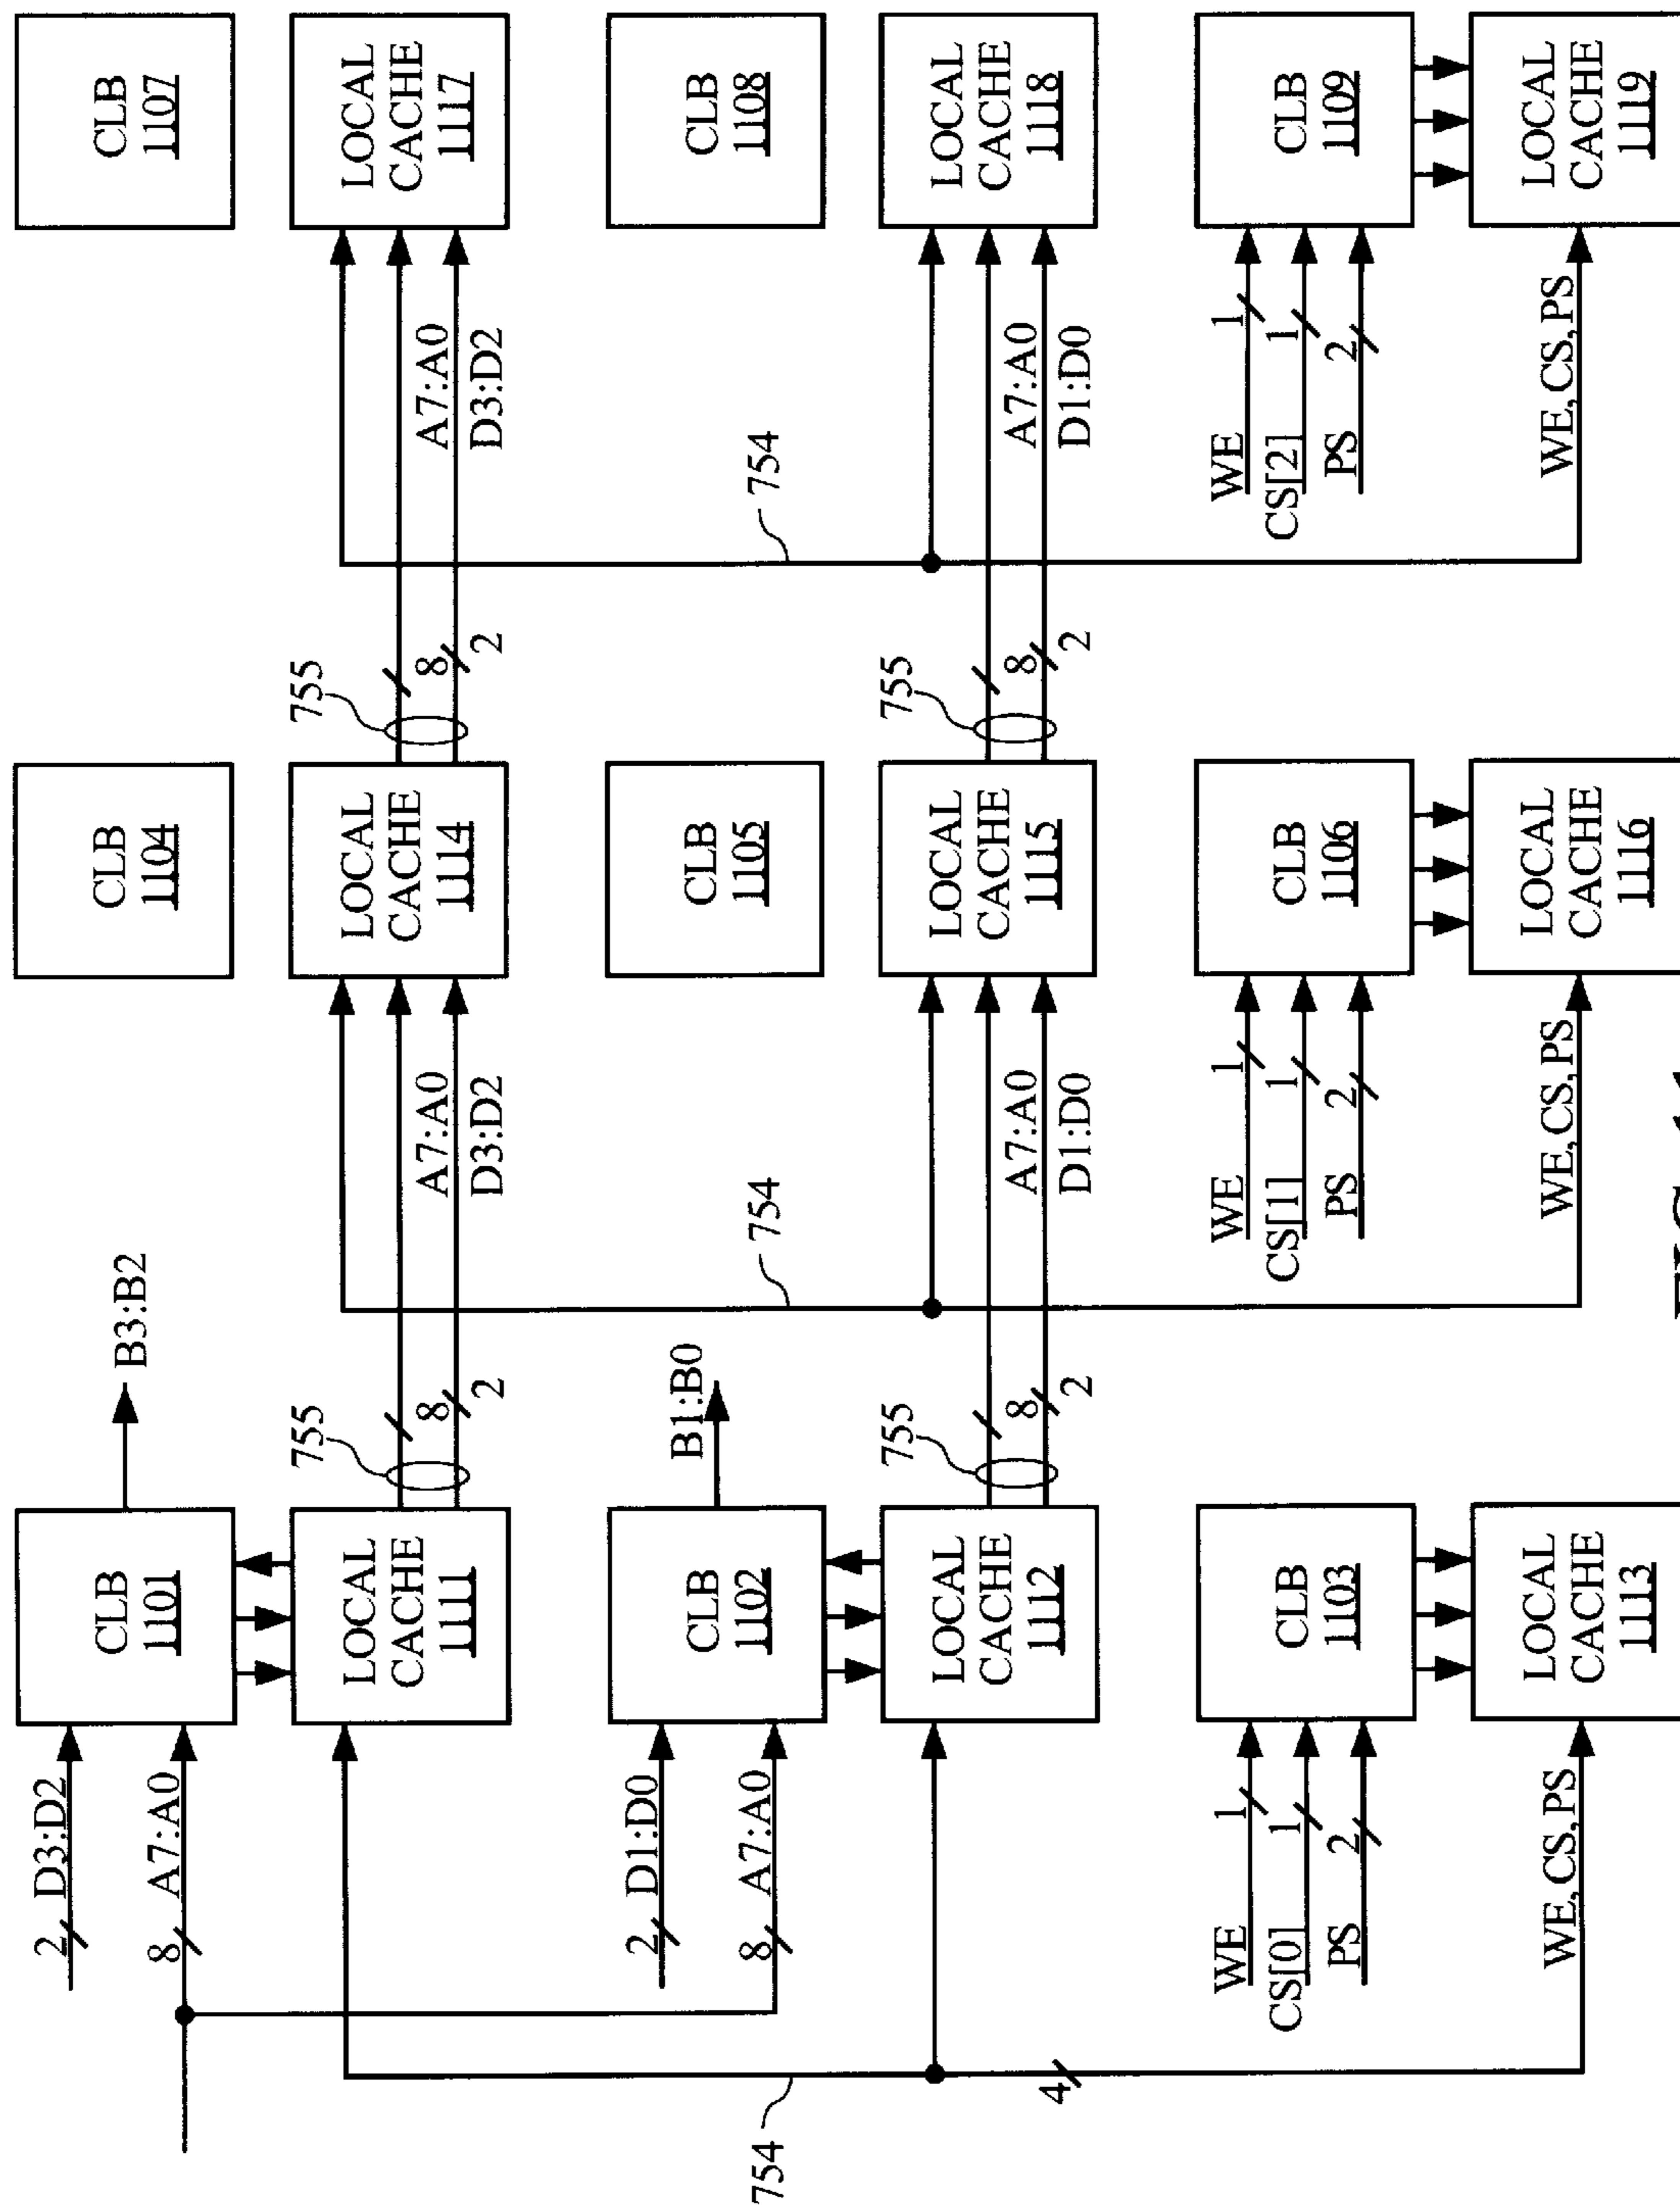 2
D3:D2
8
A7:A0
CLB
1101
B3:B2
CLB
1104
CLB
1107
LOCAL
CACHE
1111
755
8
2
A7:A0
D3:D2
LOCAL
CACHE
1114
755
8
2
A7:A0
D3:D2
LOCAL
CACHE
1117
2
D1:D0
8
A7:A0
CLB
1102
B1:B0
CLB
1105
CLB
1108
754
754
754
LOCAL
CACHE
1112
755
8
2
A7:A0
D1:D0
LOCAL
CACHE
1115
755
8
2
A7:A0
D1:D0
LOCAL
CACHE
1118
4
WE
1
CS[0]
1
PS
2
CLB
1103
WE
1
CS[1]
1
PS
2
CLB
1106
WE
1
CS[2]
1
PS
2
CLB
1109
WE, CS, PS
LOCAL
CACHE
1113
WE, CS, PS
LOCAL
CACHE
1116
WE, CS, PS
LOCAL
CACHE
1119